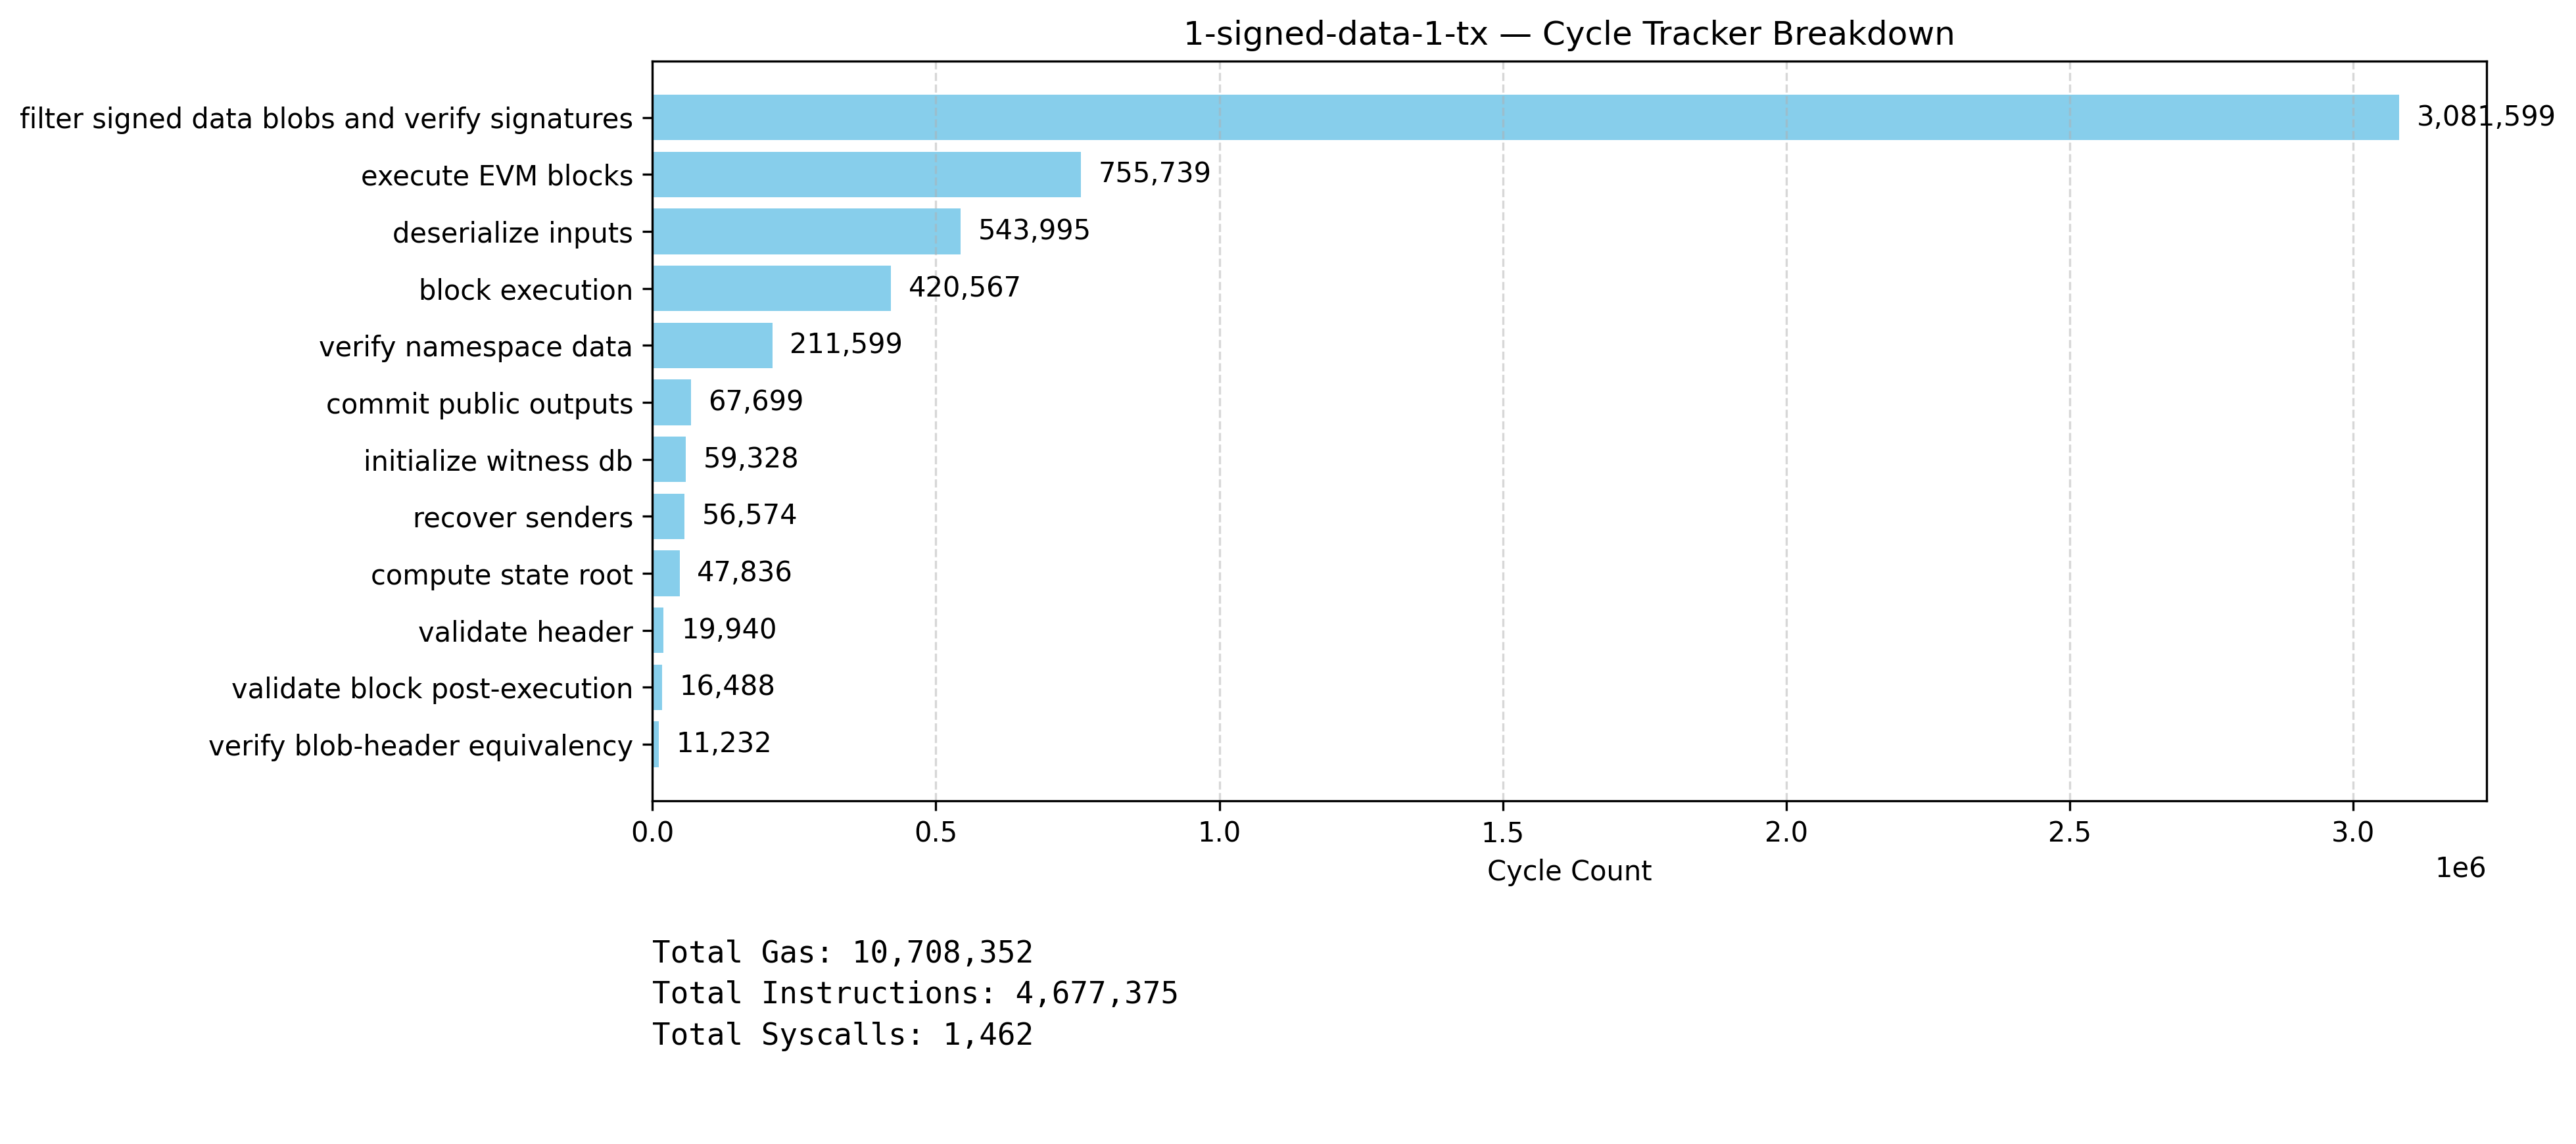 1-signed-data-1-tx — Cycle Tracker Breakdown
filter signed data blobs and verify signatures 3,081,599
execute EVM blocks 755,739
deserialize inputs 543,995
block execution 420,567
verify namespace data 211,599
commit public outputs 67,699
initialize witness db 59,328
recover senders 56,574
compute state root 47,836
validate header 19,940
validate block post-execution 16,488
verify blob-header equivalency 11,232
0.0 0.5 1.0 1.5 2.0 2.5 3.0
1e6
Cycle Count
Total Gas: 10,708,352
Total Instructions: 4,677,375
Total Syscalls: 1,462